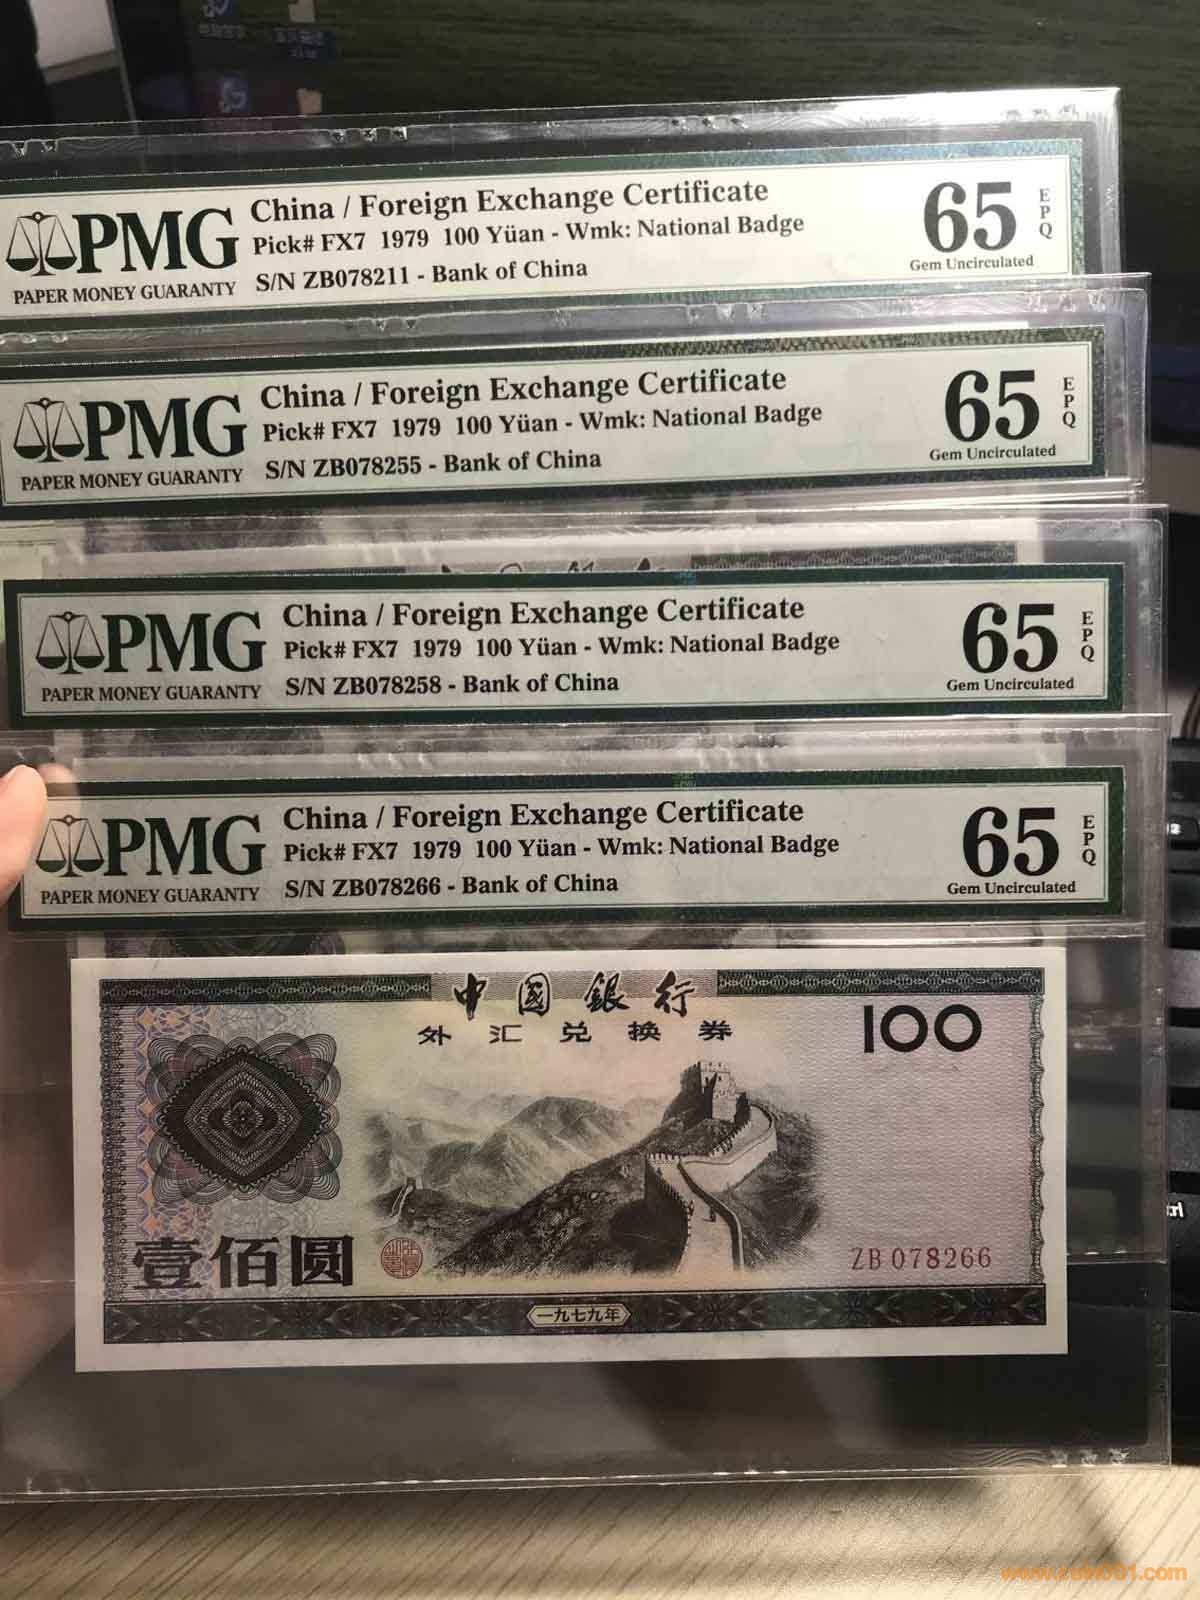 PMG
PAPER MONEY GUARANTY
China / Foreign Exchange Certificate
Pick# FX7 1979 100 Yüan - Wmk: National Badge
S/N ZB078211 - Bank of China
65
EPQ
Gem Uncirculated
PMG
PAPER MONEY GUARANTY
China / Foreign Exchange Certificate
Pick# FX7 1979 100 Yüan - Wmk: National Badge
S/N ZB078255 - Bank of China
65
EPQ
Gem Uncirculated
PMG
PAPER MONEY GUARANTY
China / Foreign Exchange Certificate
Pick# FX7 1979 100 Yüan - Wmk: National Badge
S/N ZB078258 - Bank of China
65
EPQ
Gem Uncirculated
PMG
PAPER MONEY GUARANTY
China / Foreign Exchange Certificate
Pick# FX7 1979 100 Yüan - Wmk: National Badge
S/N ZB078266 - Bank of China
65
EPQ
Gem Uncirculated
中國銀行
外汇兑换券
100
壹佰圆
ZB 078266
一九七九年